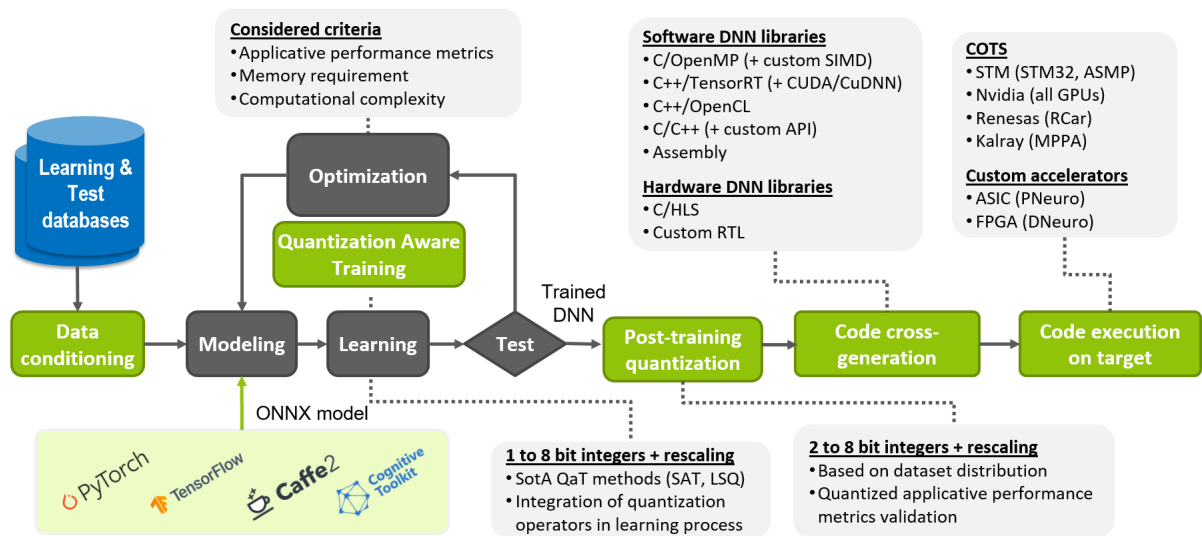 Considered criteria
• Applicative performance metrics
• Memory requirement
• Computational complexity
Software DNN libraries
• C/OpenMP (+ custom SIMD)
• C++/TensorRT (+ CUDA/CuDNN)
• C++/OpenCL
• C/C++ (+ custom API)
• Assembly
Hardware DNN libraries
• C/HLS
• Custom RTL
COTS
• STM (STM32, ASMP)
• Nvidia (all GPUs)
• Renesas (RCar)
• Kalray (MPPA)
Custom accelerators
• ASIC (PNeuro)
• FPGA (DNeuro)
Learning &
Test
databases
Optimization
Quantization Aware
Training
Data
conditioning
Modeling
Learning
Test
Trained
DNN
Post-training
quantization
Code cross-
generation
Code execution
on target
ONNX model
PyTorch
TensorFlow
Caffe2
Cognitive
Toolkit
1 to 8 bit integers + rescaling
• SotA QaT methods (SAT, LSQ)
• Integration of quantization
operators in learning process
2 to 8 bit integers + rescaling
• Based on dataset distribution
• Quantized applicative performance
metrics validation